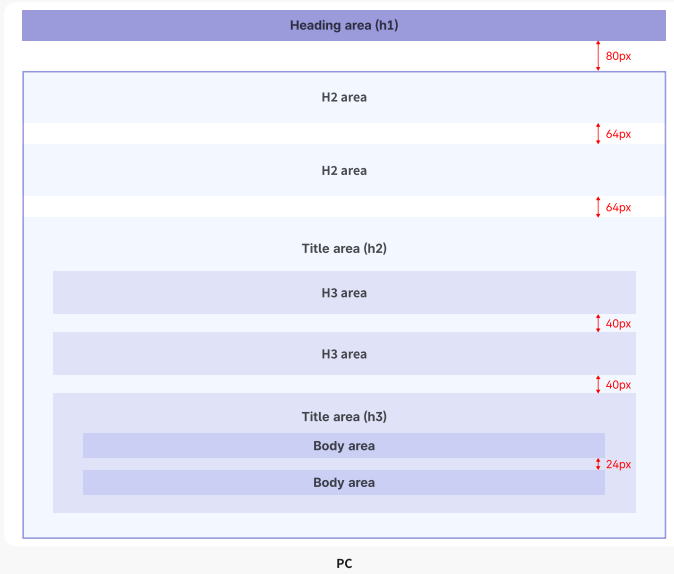 Heading area (h1)
80px
H2 area
64px
H2 area
64px
Title area (h2)
H3 area
40px
H3 area
40px
Title area (h3)
Body area
24px
Body area
PC